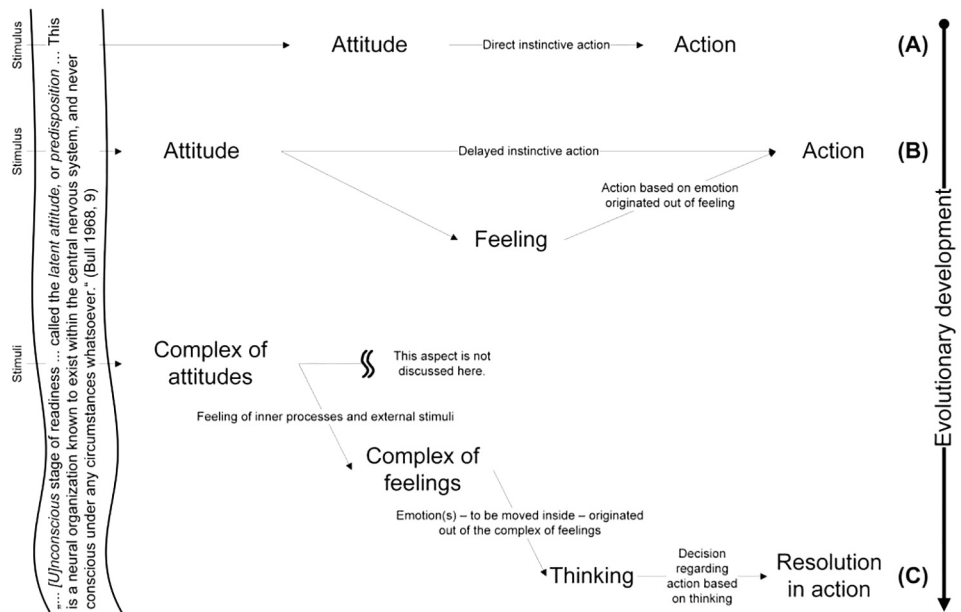 Stimulus
Attitude
Direct instinctive action
Action
(A)
Stimulus
Attitude
Delayed instinctive action
Action
(B)
Action based on emotion
originated out of feeling
Feeling
Stimuli
Complex of
attitudes
This aspect is not
discussed here.
Feeling of inner processes and external stimuli
Complex of
feelings
Emotion(s) – to be moved inside – originated
out of the complex of feelings
Thinking
Decision
regarding
action based
on thinking
Resolution
in action
(C)
„... [U]nconscious stage of readiness ... called the latent attitude, or predisposition ... This
is a neural organization known to exist within the central nervous system, and never
conscious under any circumstances whatsoever.“ (Bull 1968, 9)
Evolutionary development